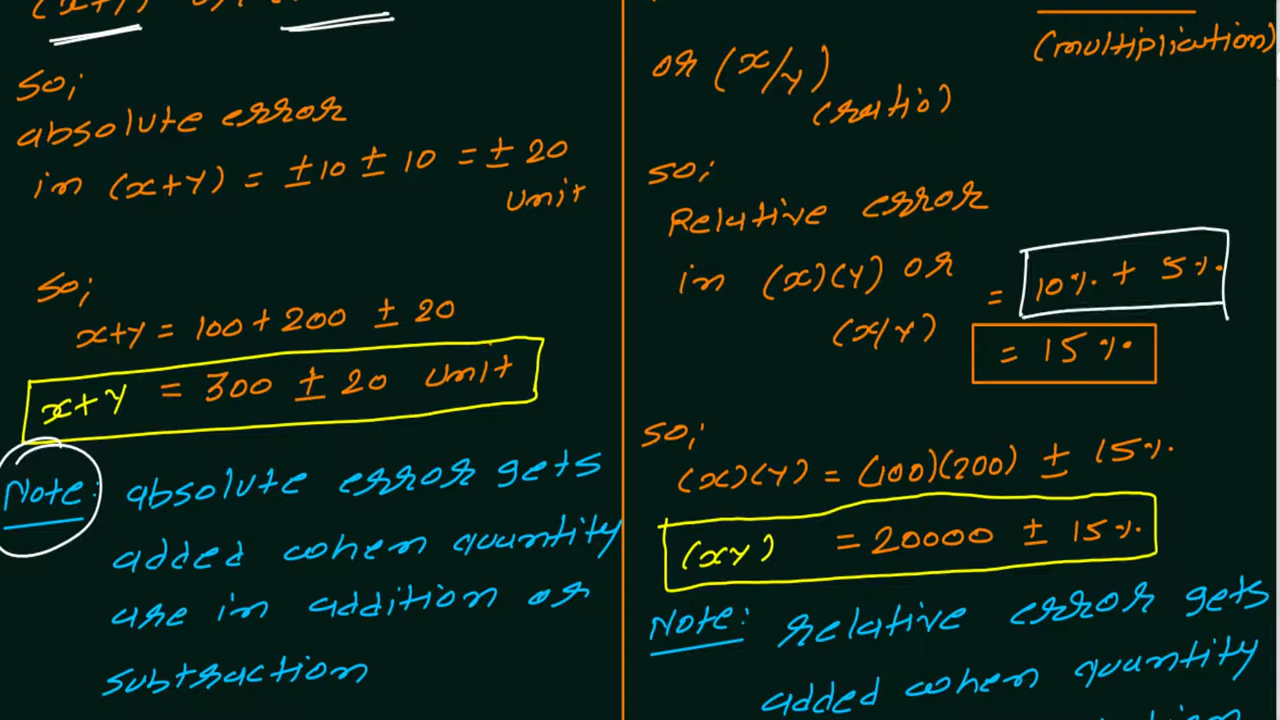 So;
absolute error
in (x+y) = ±10 ± 10 = ± 20
Unit
So;
x+y = 100 + 200 ± 20
x+y = 300 ± 20 Unit
Note: absolute error gets
added when quantity
are in addition or
subtraction
(multiplication)
or (x/y)
(ratio)
So;
Relative error
in (x)(y) or
(x/y)
= 10% + 5%
= 15%
So;
(x)(y) = (100)(200) ± 15%
(xy) = 20000 ± 15%
Note: relative error gets
added when quantity